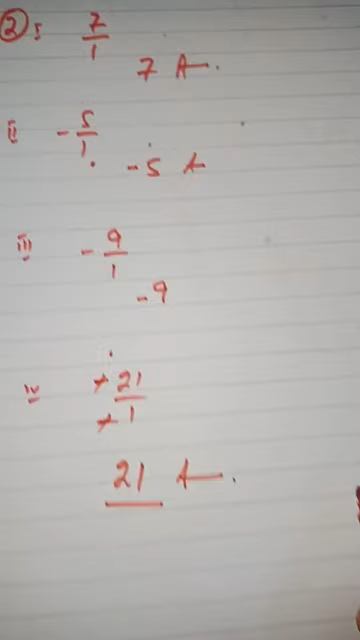 ② i 7/1
7 A
ii -5/1
-5 A
iii -9/1
-9
iv +21/+1
21 A